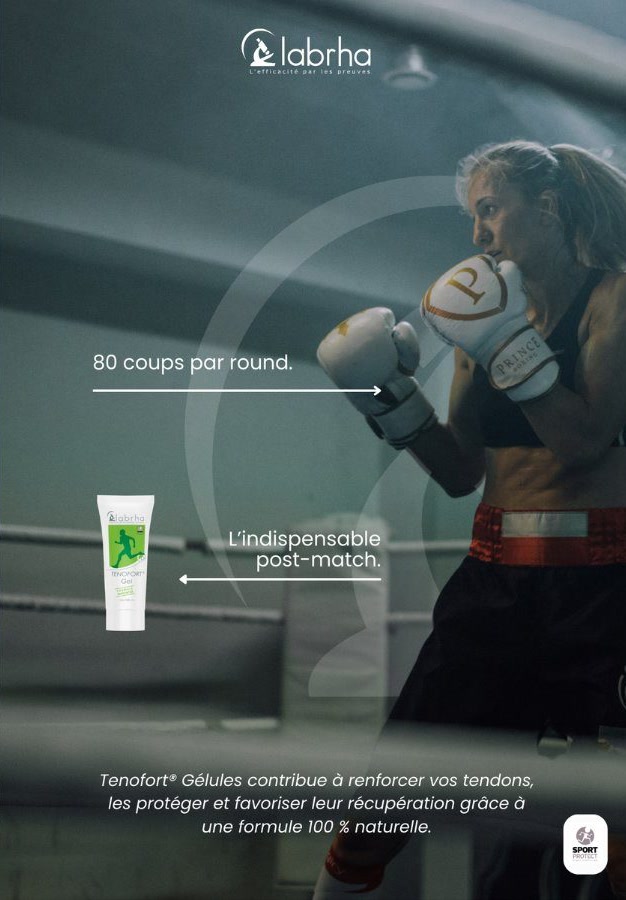 labrha
L'efficacité par les preuves
P
PRINCE
80 coups par round.
labrha
TENOFORT®
Gel
L'indispensable
post-match.
Tenofort® Gélules contribue à renforcer vos tendons,
les protéger et favoriser leur récupération grâce à
une formule 100 % naturelle.
SPORT
PROTECT